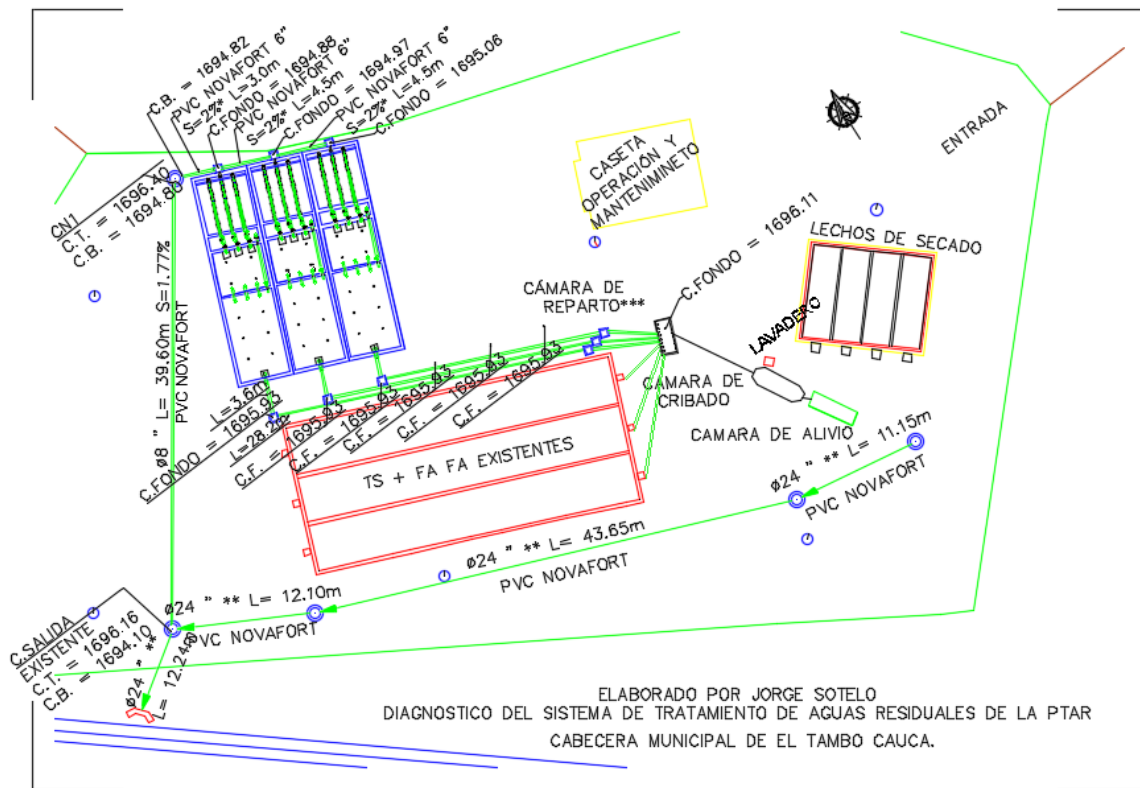 C.B. = 1694.82
PVC NOVAFORT 6"
S=2%* L=3.0m
C.FONDO = 1694.88
PVC NOVAFORT 6"
S=2%* L=4.5m
C.FONDO = 1694.97
PVC NOVAFORT 6"
S=2%* L=4.5m
C.FONDO = 1695.06
CN1
C.T. = 1696.40
C.B. = 1694.80
ø8 " L= 39.60m S=1.77%
PVC NOVAFORT
CASETA
OPERACIÓN Y
MANTENIMINETO
ENTRADA
LECHOS DE SECADO
C.FONDO = 1696.11
CÁMARA DE
REPARTO***
LAVADERO
CAMARA DE
CRIBADO
CAMARA DE ALIVIO
L=3.6m
C.FONDO = 1695.93
L=28.2
C.F. = 1695.93
C.F. = 1695.93
C.F. = 1695.93
C.F. = 1695.93
C.F. = 1695.93
TS + FA FA EXISTENTES
ø24 " ** L= 11.15m
PVC NOVAFORT
ø24 " ** L= 43.65m
PVC NOVAFORT
ø24 " ** L= 12.10m
PVC NOVAFORT
C.SALIDA
EXISTENTE
C.T. = 1696.16
C.B. = 1694.10
ø24 " **
L= 12.24m
ELABORADO POR JORGE SOTELO
DIAGNOSTICO DEL SISTEMA DE TRATAMIENTO DE AGUAS RESIDUALES DE LA PTAR
CABECERA MUNICIPAL DE EL TAMBO CAUCA.